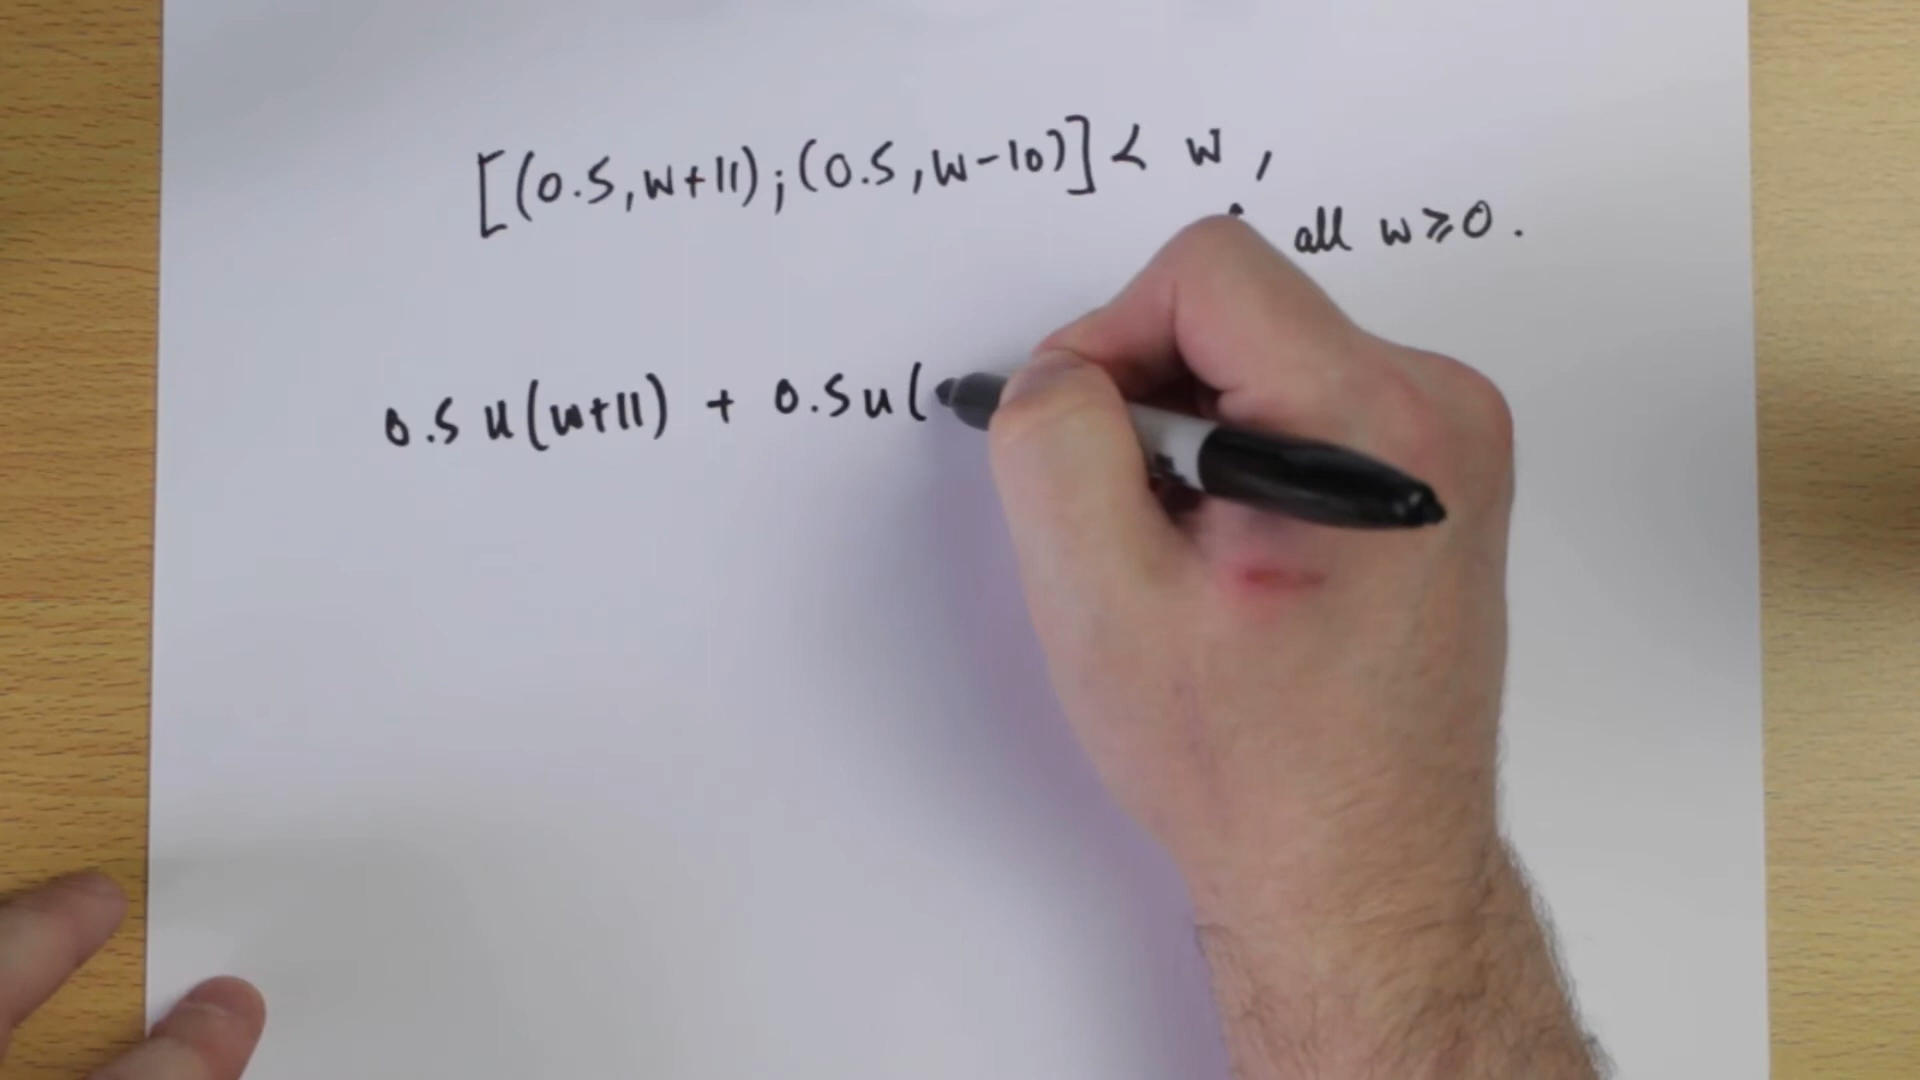 [(0.5, w+11); (0.5, w-10)] < w,
all w ⩾ 0.
0.5 u(w+11) + 0.5 u(